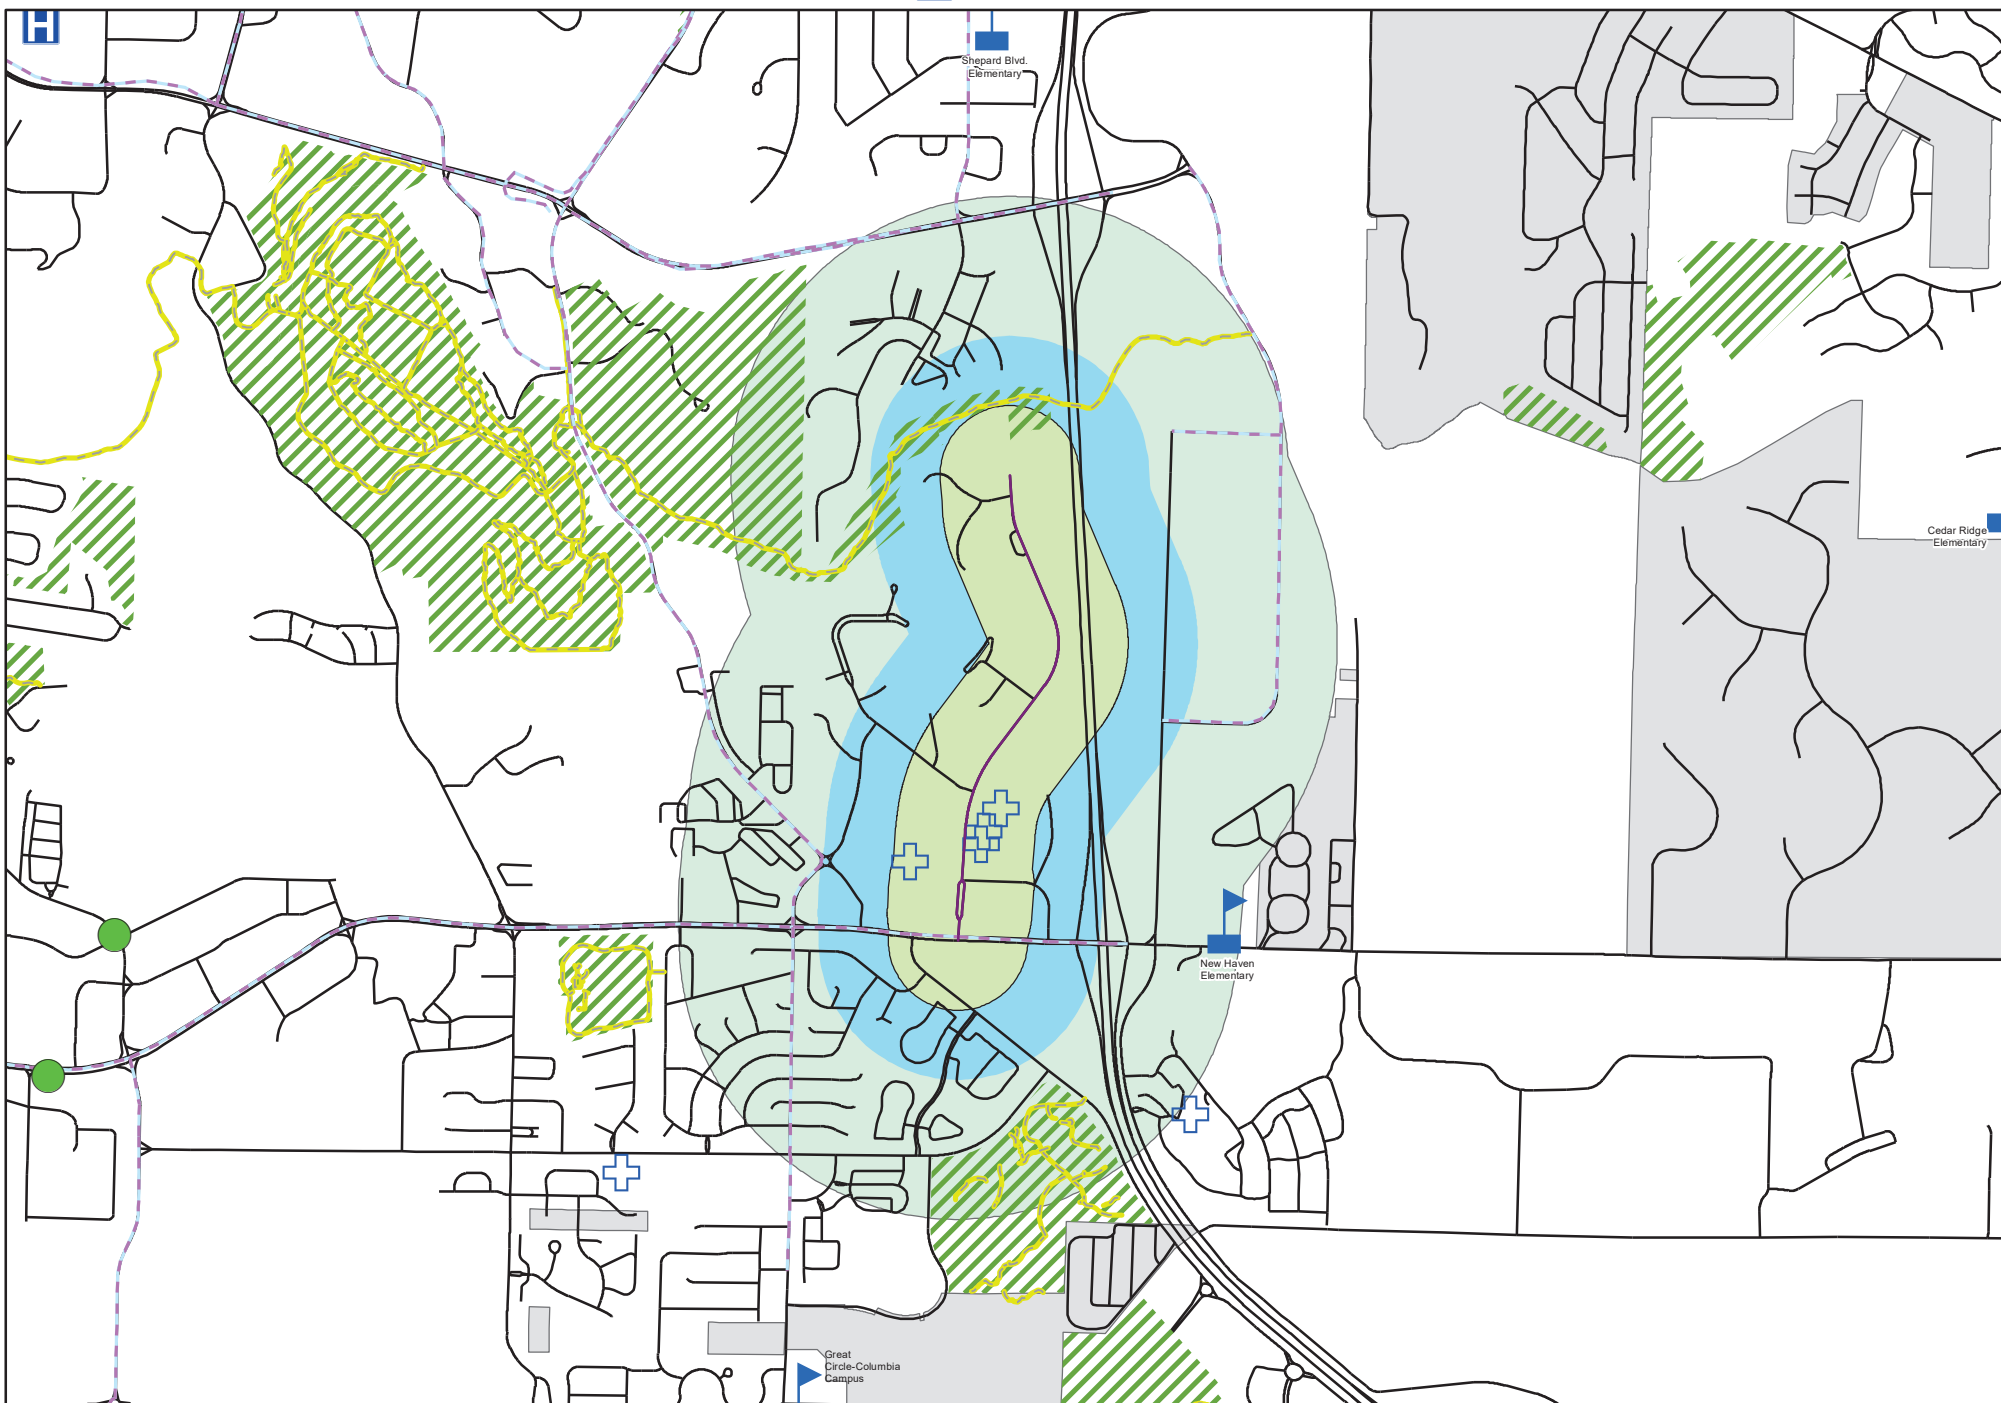 H
Shepard Blvd.
Elementary
Cedar Ridge
Elementary
New Haven
Elementary
Great
Circle-Columbia
Campus